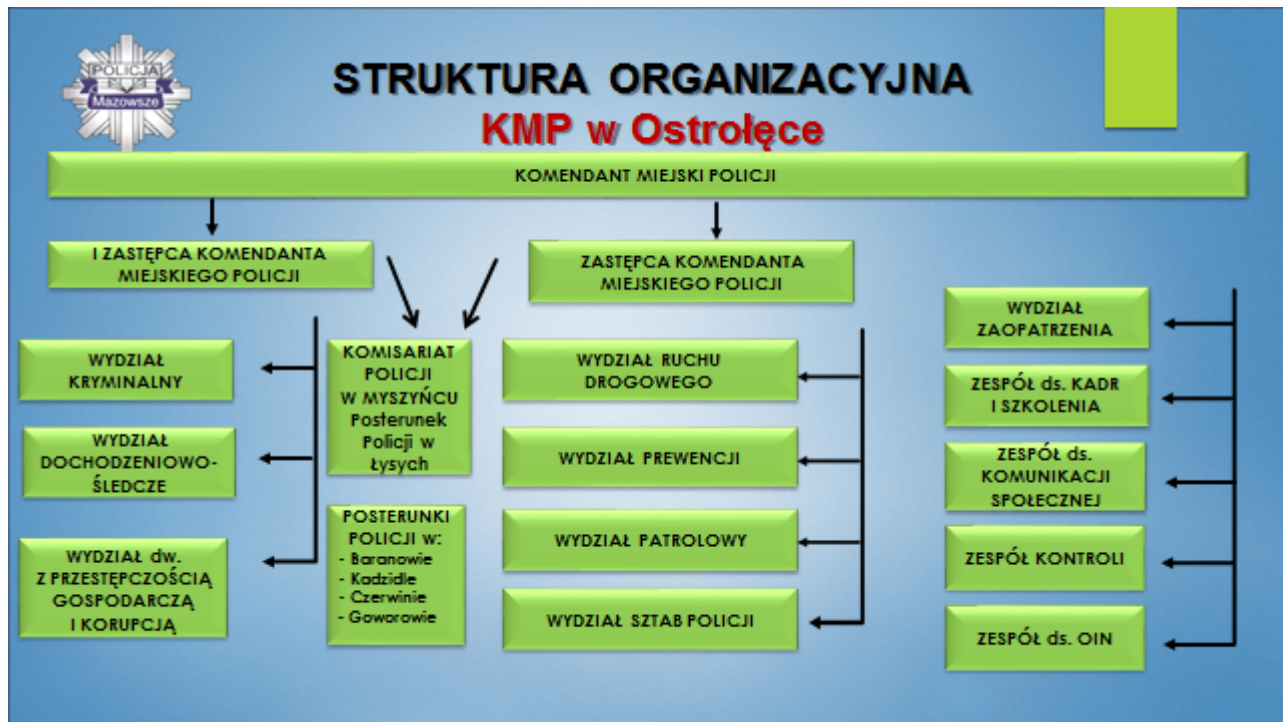 POLICJA
Mazowsze
STRUKTURA ORGANIZACYJNA
KMP w Ostrołęce
KOMENDANT MIEJSKI POLICJI
I ZASTĘPCA KOMENDANTA
MIEJSKIEGO POLICJI
ZASTĘPCA KOMENDANTA
MIEJSKIEGO POLICJI
WYDZIAŁ
KRYMINALNY
WYDZIAŁ
DOCHODZENIOWO-
ŚLEDCZE
WYDZIAŁ dw.
Z PRZESTĘPCZOŚCIĄ
GOSPODARCZĄ
I KORUPCJĄ
KOMISARIAT
POLICJI
W MYSZYŃCU
Posterunek
Policji w
Łysych
POSTERUNKI
POLICJI w:
- Baranowie
- Kadzidle
- Czerwinie
- Goworowie
WYDZIAŁ RUCHU
DROGOWEGO
WYDZIAŁ PREWENCJI
WYDZIAŁ PATROLOWY
WYDZIAŁ SZTAB POLICJI
WYDZIAŁ
ZAOPATRZENIA
ZESPÓŁ ds. KADR
I SZKOLENIA
ZESPÓŁ ds.
KOMUNIKACJI
SPOŁECZNEJ
ZESPÓŁ KONTROLI
ZESPÓŁ ds. OIN